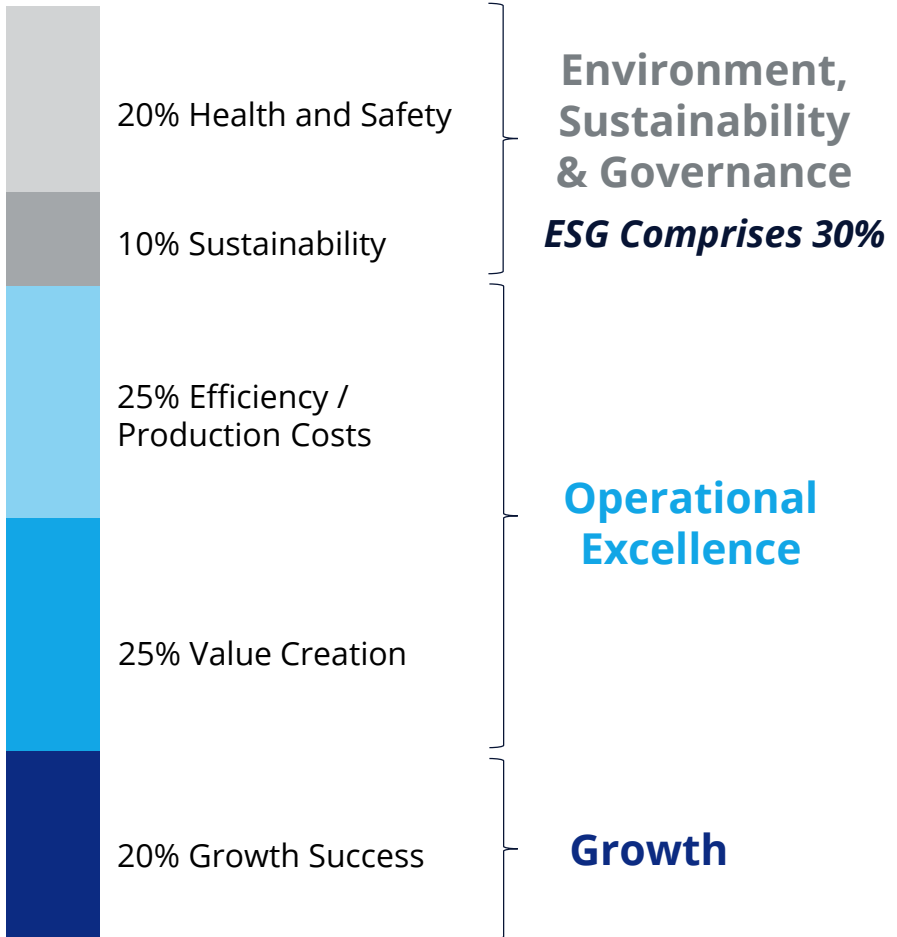 20% Health and Safety
10% Sustainability
Environment,
Sustainability
& Governance
ESG Comprises 30%
25% Efficiency /
Production Costs
25% Value Creation
Operational
Excellence
20% Growth Success
Growth